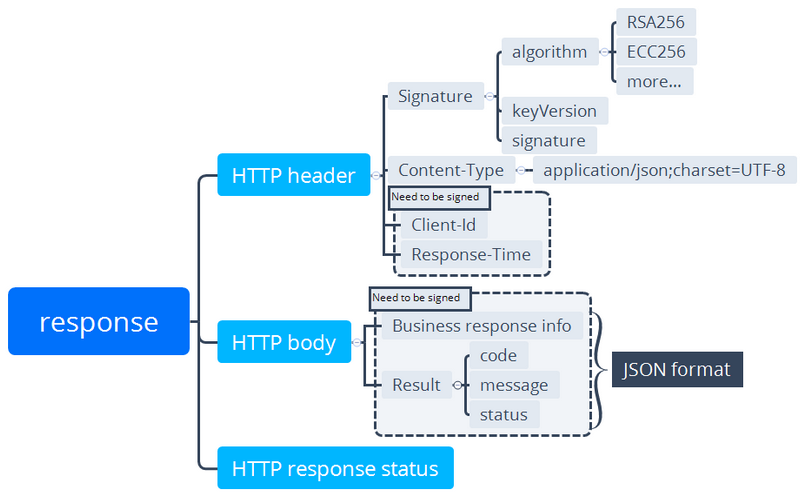 response
HTTP header
Signature
algorithm
RSA256
ECC256
more...
keyVersion
signature
Content-Type
application/json;charset=UTF-8
Need to be signed
Client-Id
Response-Time
HTTP body
Need to be signed
Business response info
Result
code
message
status
JSON format
HTTP response status